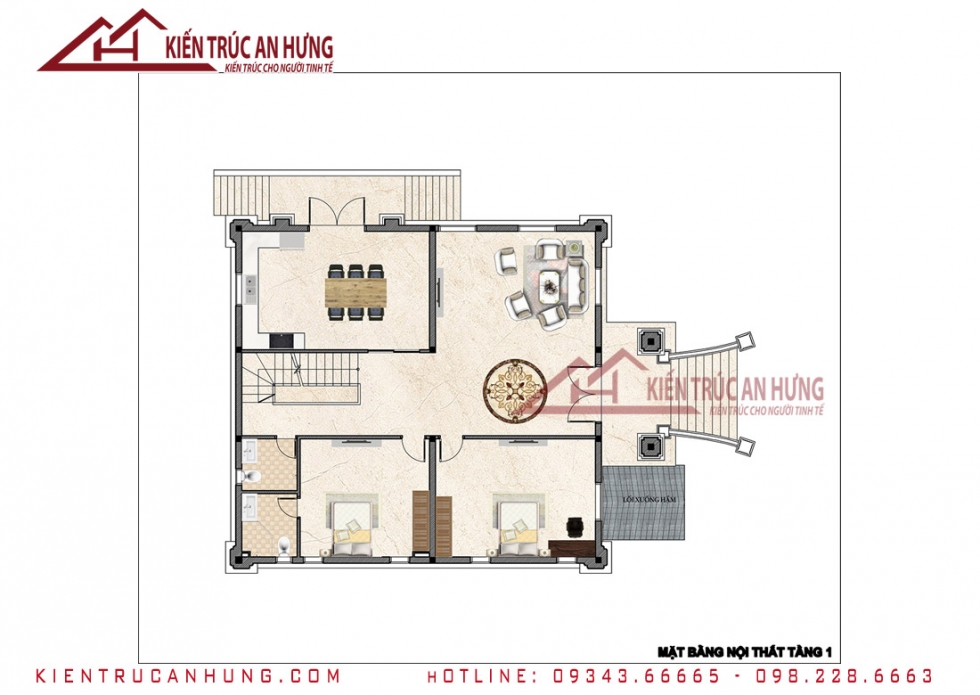 KIẾN TRÚC AN HƯNG
KIẾN TRÚC CHO NGƯỜI TINH TẾ
KIẾN TRÚC AN HƯNG
KIẾN TRÚC CHO NGƯỜI TINH TẾ
LỐI XUỐNG HẦM
MẶT BẰNG NỘI THẤT TẦNG 1
KIENTRUCANHUNG.COM
HOTLINE: 09343.66665 - 098.228.6663